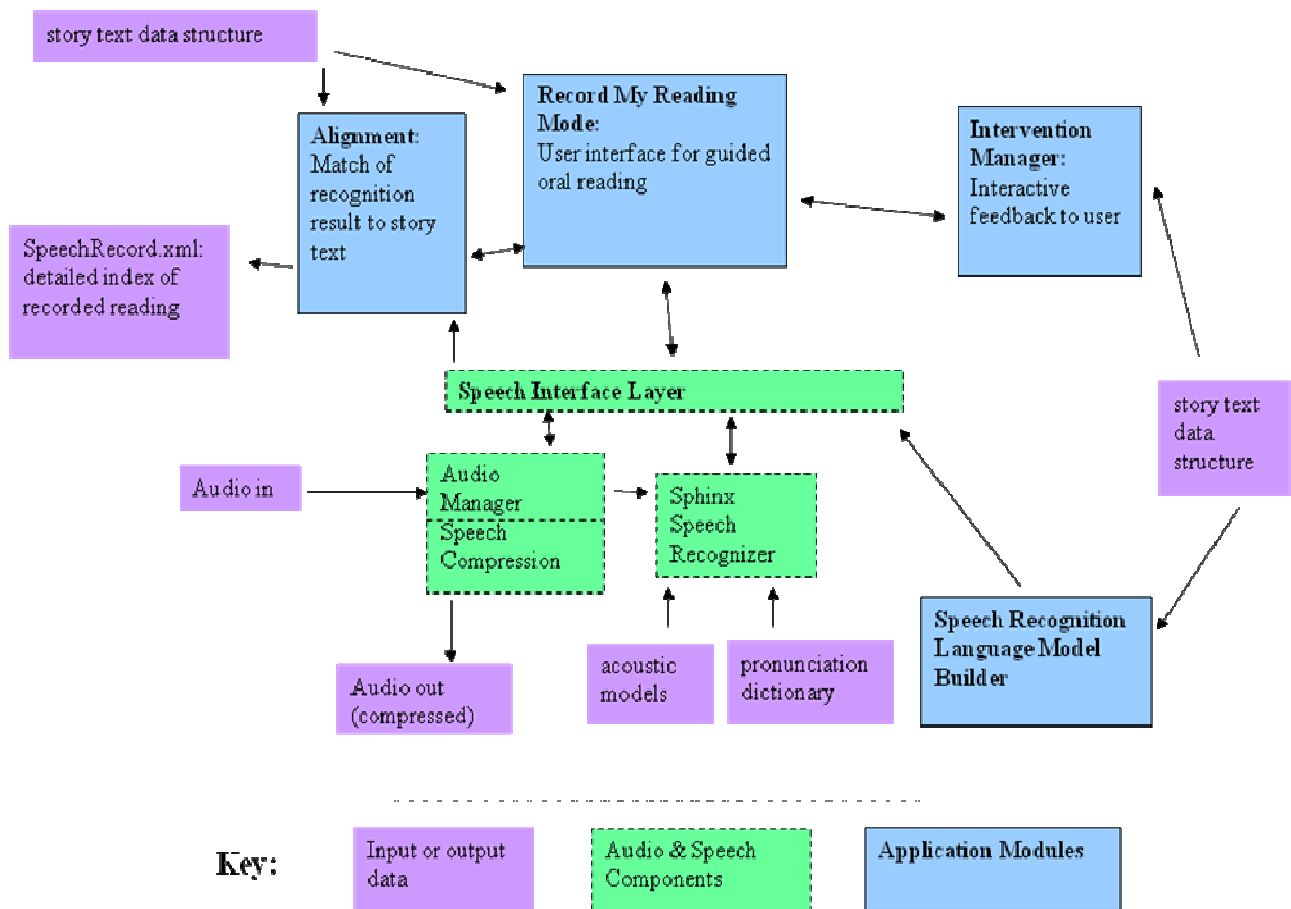 story text data structure
Record My Reading
Mode:
User interface for guided
oral reading
Alignment:
Match of
recognition
result to story
text
Intervention
Manager:
Interactive
feedback to user
SpeechRecord.xml:
detailed index of
recorded reading
Speech Interface Layer
story text
data
structure
Audio in
Audio
Manager
Speech
Compression
Sphinx
Speech
Recognizer
Speech Recognition
Language Model
Builder
Audio out
(compressed)
acoustic
models
pronunciation
dictionary
Key:
Input or output
data
Audio & Speech
Components
Application Modules